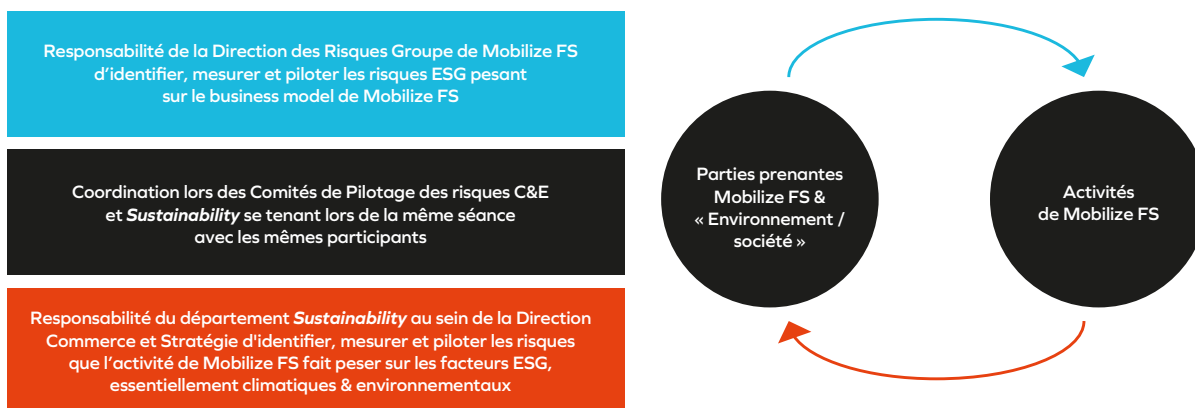 Responsabilité de la Direction des Risques Groupe de Mobilize FS
d’identifier, mesurer et piloter les risques ESG pesant
sur le business model de Mobilize FS
Coordination lors des Comités de Pilotage des risques C&E
et Sustainability se tenant lors de la même séance
avec les mêmes participants
Responsabilité du département Sustainability au sein de la Direction
Commerce et Stratégie d'identifier, mesurer et piloter les risques
que l’activité de Mobilize FS fait peser sur les facteurs ESG,
essentiellement climatiques & environnementaux
Parties prenantes
Mobilize FS &
« Environnement /
société »
Activités
de Mobilize FS